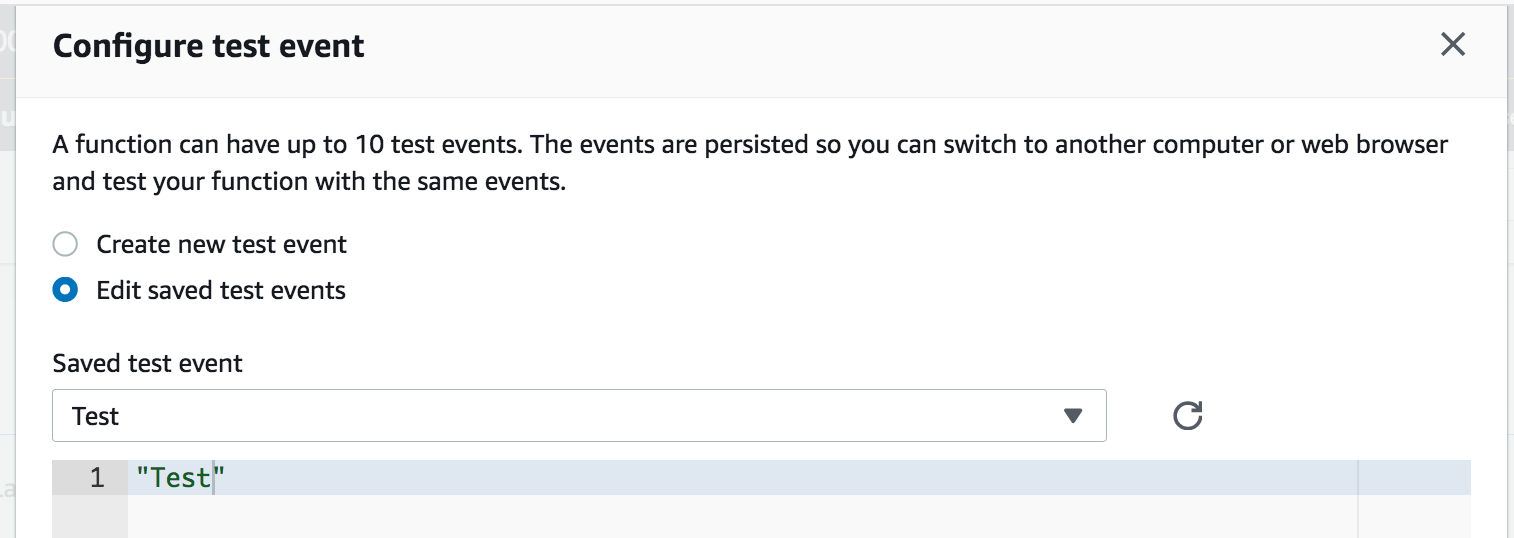 Configure test event
A function can have up to 10 test events. The events are persisted so you can switch to another computer or web browser
and test your function with the same events.
Create new test event
Edit saved test events
Saved test event
Test
1 "Test"